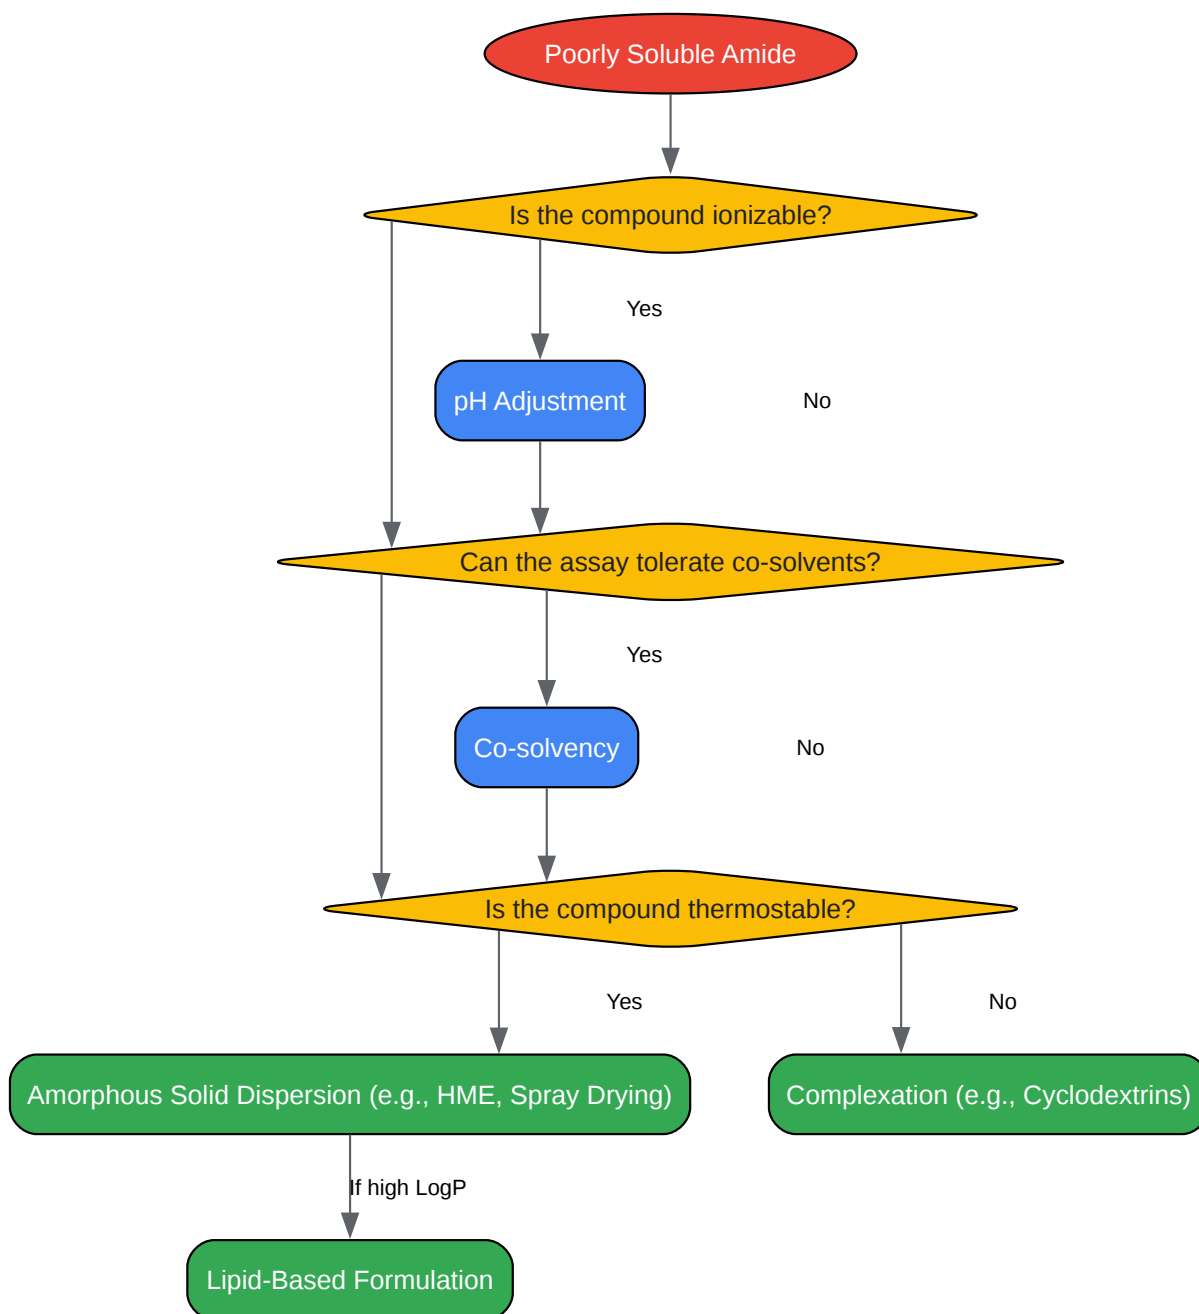 Poorly Soluble Amide
Is the compound ionizable?
Yes
pH Adjustment
No
Can the assay tolerate co-solvents?
Yes
Co-solvency
No
Is the compound thermostable?
Yes
No
Amorphous Solid Dispersion (e.g., HME, Spray Drying)
Complexation (e.g., Cyclodextrins)
If high LogP
Lipid-Based Formulation